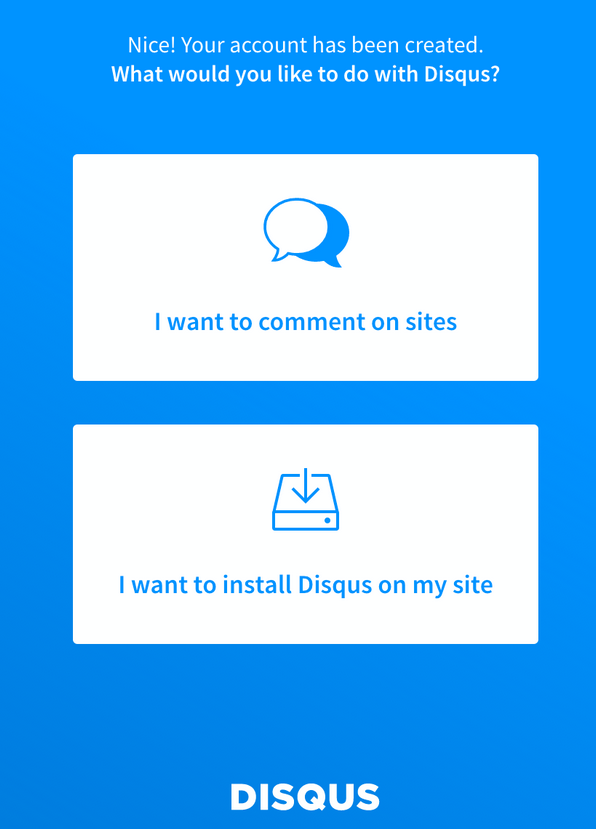 Nice! Your account has been created.
What would you like to do with Disqus?
I want to comment on sites
I want to install Disqus on my site
DISQUS